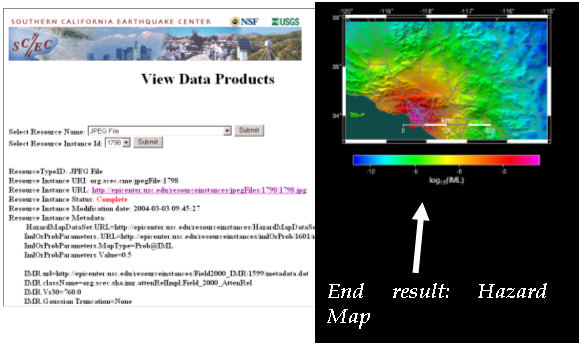 SOUTHERN CALIFORNIA EARTHQUAKE CENTER NSF USGS
SC/EC
View Data Products
Select Resource Name: JPEG File Submit
Select Resource Instance Id: 1798 Submit
ResourceTypeID: JPEG File
Resource Instance URI: org.scec.cme.jpegFile:1798
Resource Instance URL: http://epicenter.usc.edu/resourceinstances/jpegFiles/1798/1798.jpg
Resource Instance Status: Complete
Resource Instance Modification date: 2004-03-03 09:45:27
Resource Instance Metadata:
HazardMapDataSet.URL=http://epicenter.usc.edu/resourceinstances/HazardMapDataSe
ImlOrProbParameters.URL=http://epicenter.usc.edu/resourceinstances/imlOrProb/1601/
ImlOrProbParameters.MapType=Prob@IML
ImlOrProbParameters.Value=0.5
IMR.url=http://epicenter.usc.edu/resourceinstances/Field2000_IMR/1599/metadata.dat
IMR.className=org.scec.sha.imr.attenRelImpl.Field_2000_AttenRel
IMR.Vs30=760.0
IMR.Gaussian Truncation=None
-120° -119° -118° -117° -116° -115°
35°
34°
km
0
-12 -9 -6 -3
log10(IML)
End result: Hazard
Map